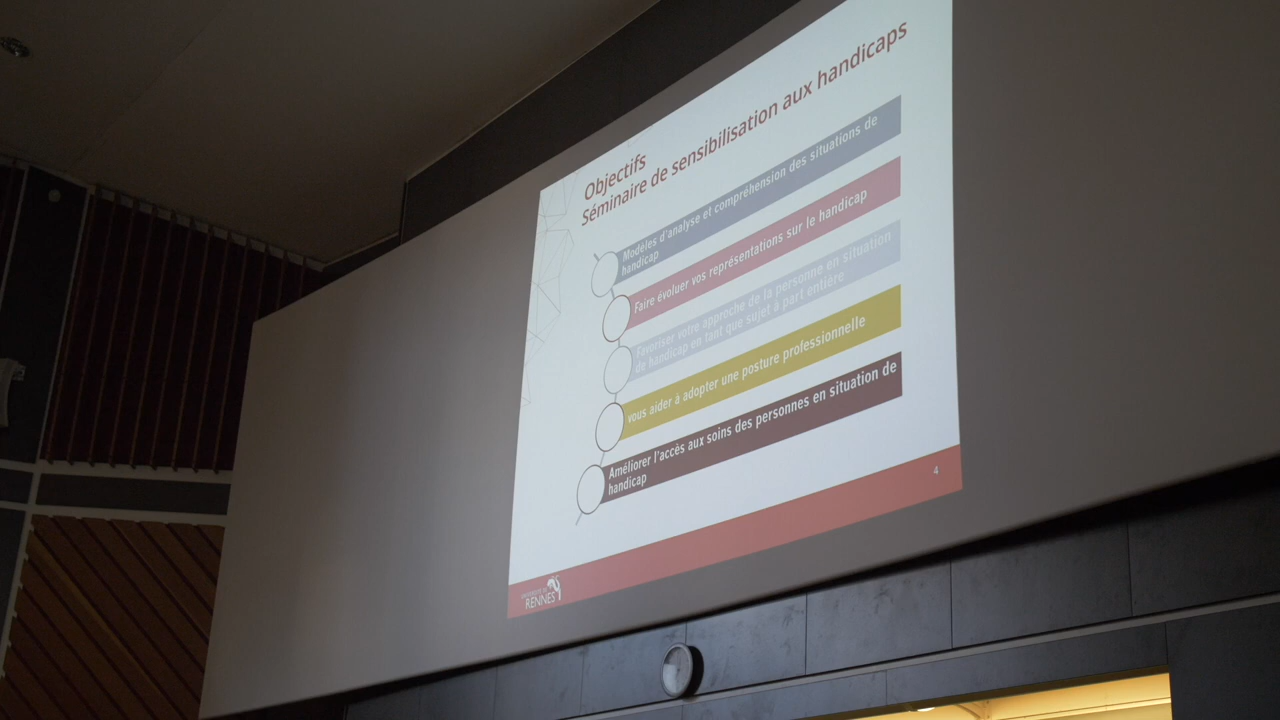 Objectifs
Séminaire de sensibilisation aux handicaps
Modèles d'analyse et compréhension des situations de
handicap
Faire évoluer vos représentations sur le handicap
Favoriser votre approche de la personne en situation
de handicap en tant que sujet à part entière
vous aider à adopter une posture professionnelle
Améliorer l'accès aux soins des personnes en situation de
handicap
4
UNIVERSITÉ DE
RENNES